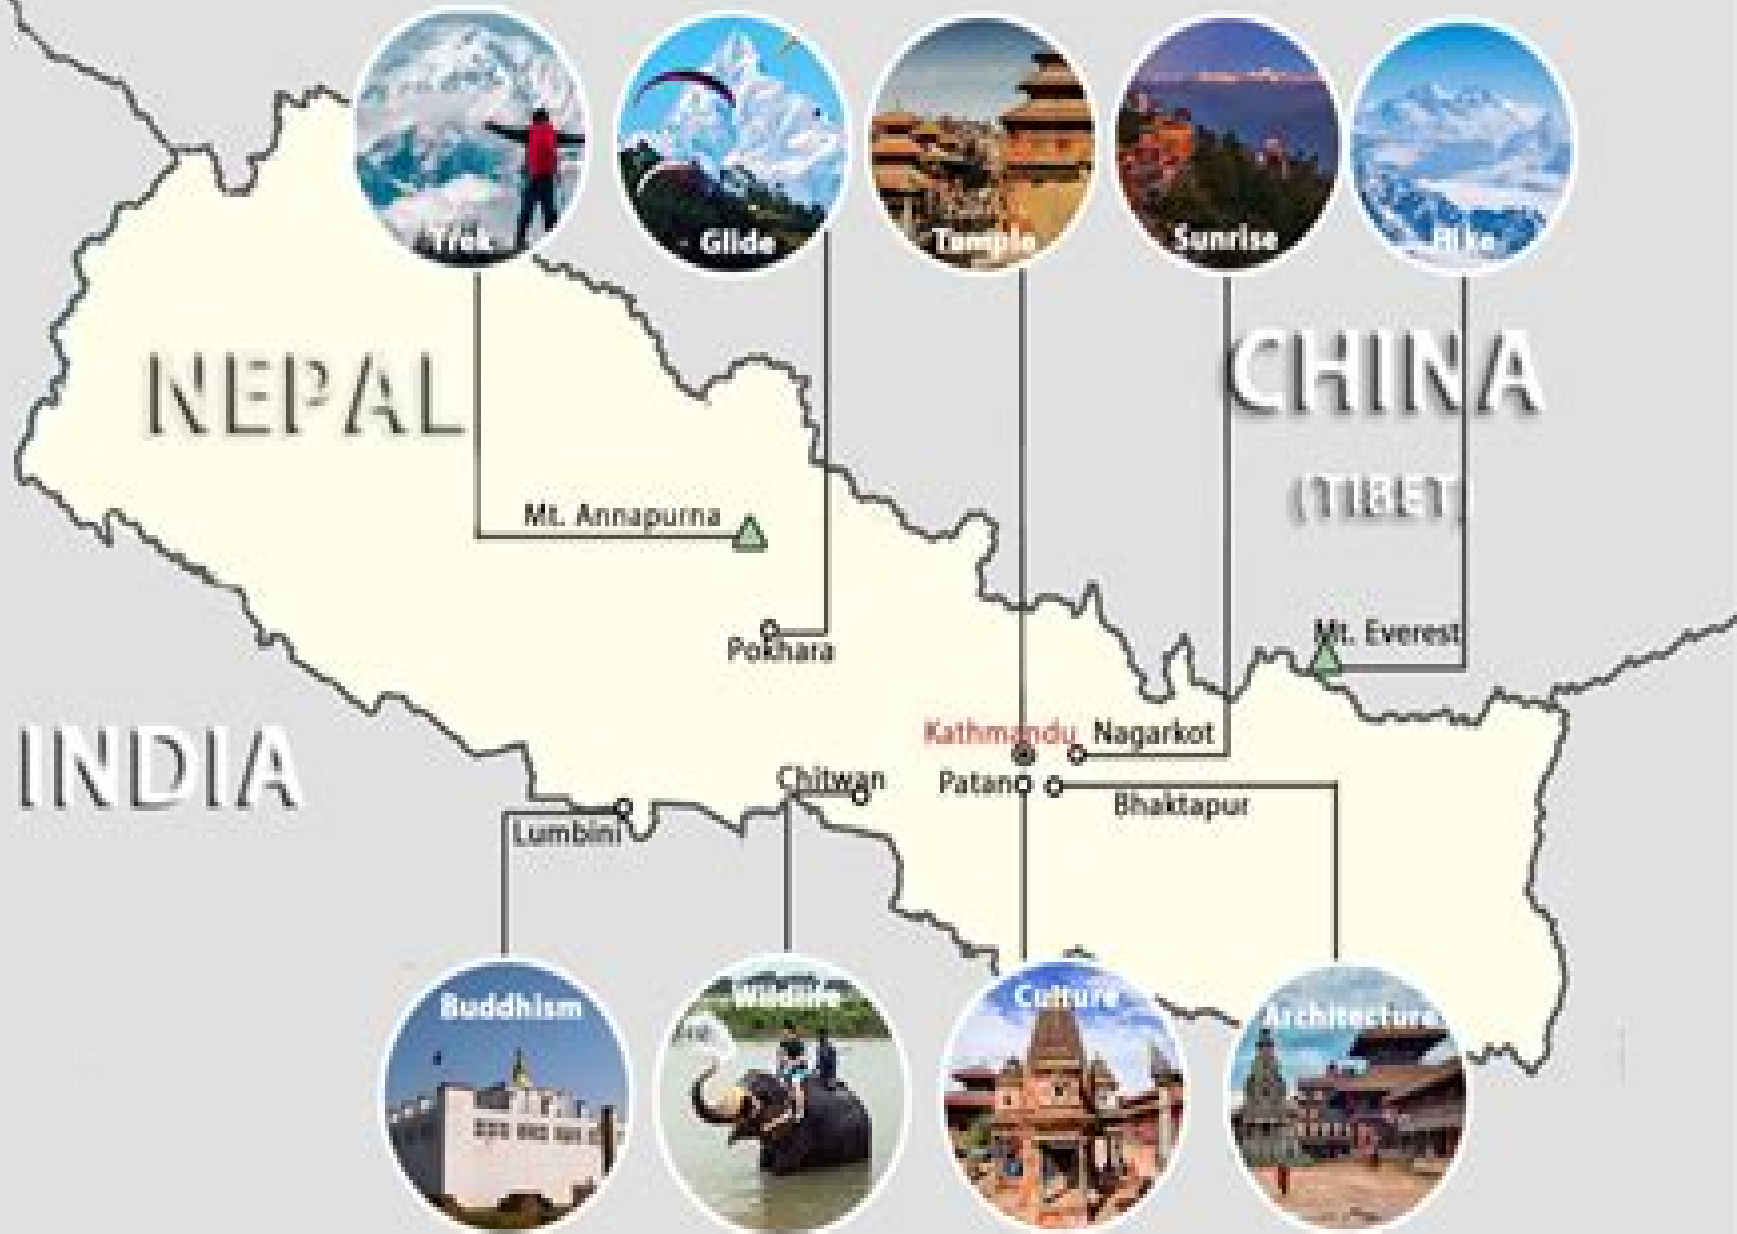 Trek
Glide
Temple
Sunrise
Hike
NEPAL
CHINA
(TIBET)
Mt. Annapurna
Mt. Everest
Pokhara
Kathmandu
Nagarkot
INDIA
Chitwan
Patan
Bhaktapur
Lumbini
Buddhism
Wildlife
Culture
Architecture